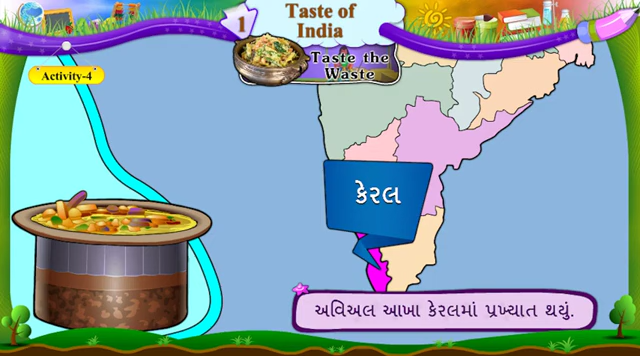 1
Taste of
India
Taste the
Waste
Activity-4
કેરલ
અવિઅલ આખા કેરલમાં પ્રખ્યાત થયું.